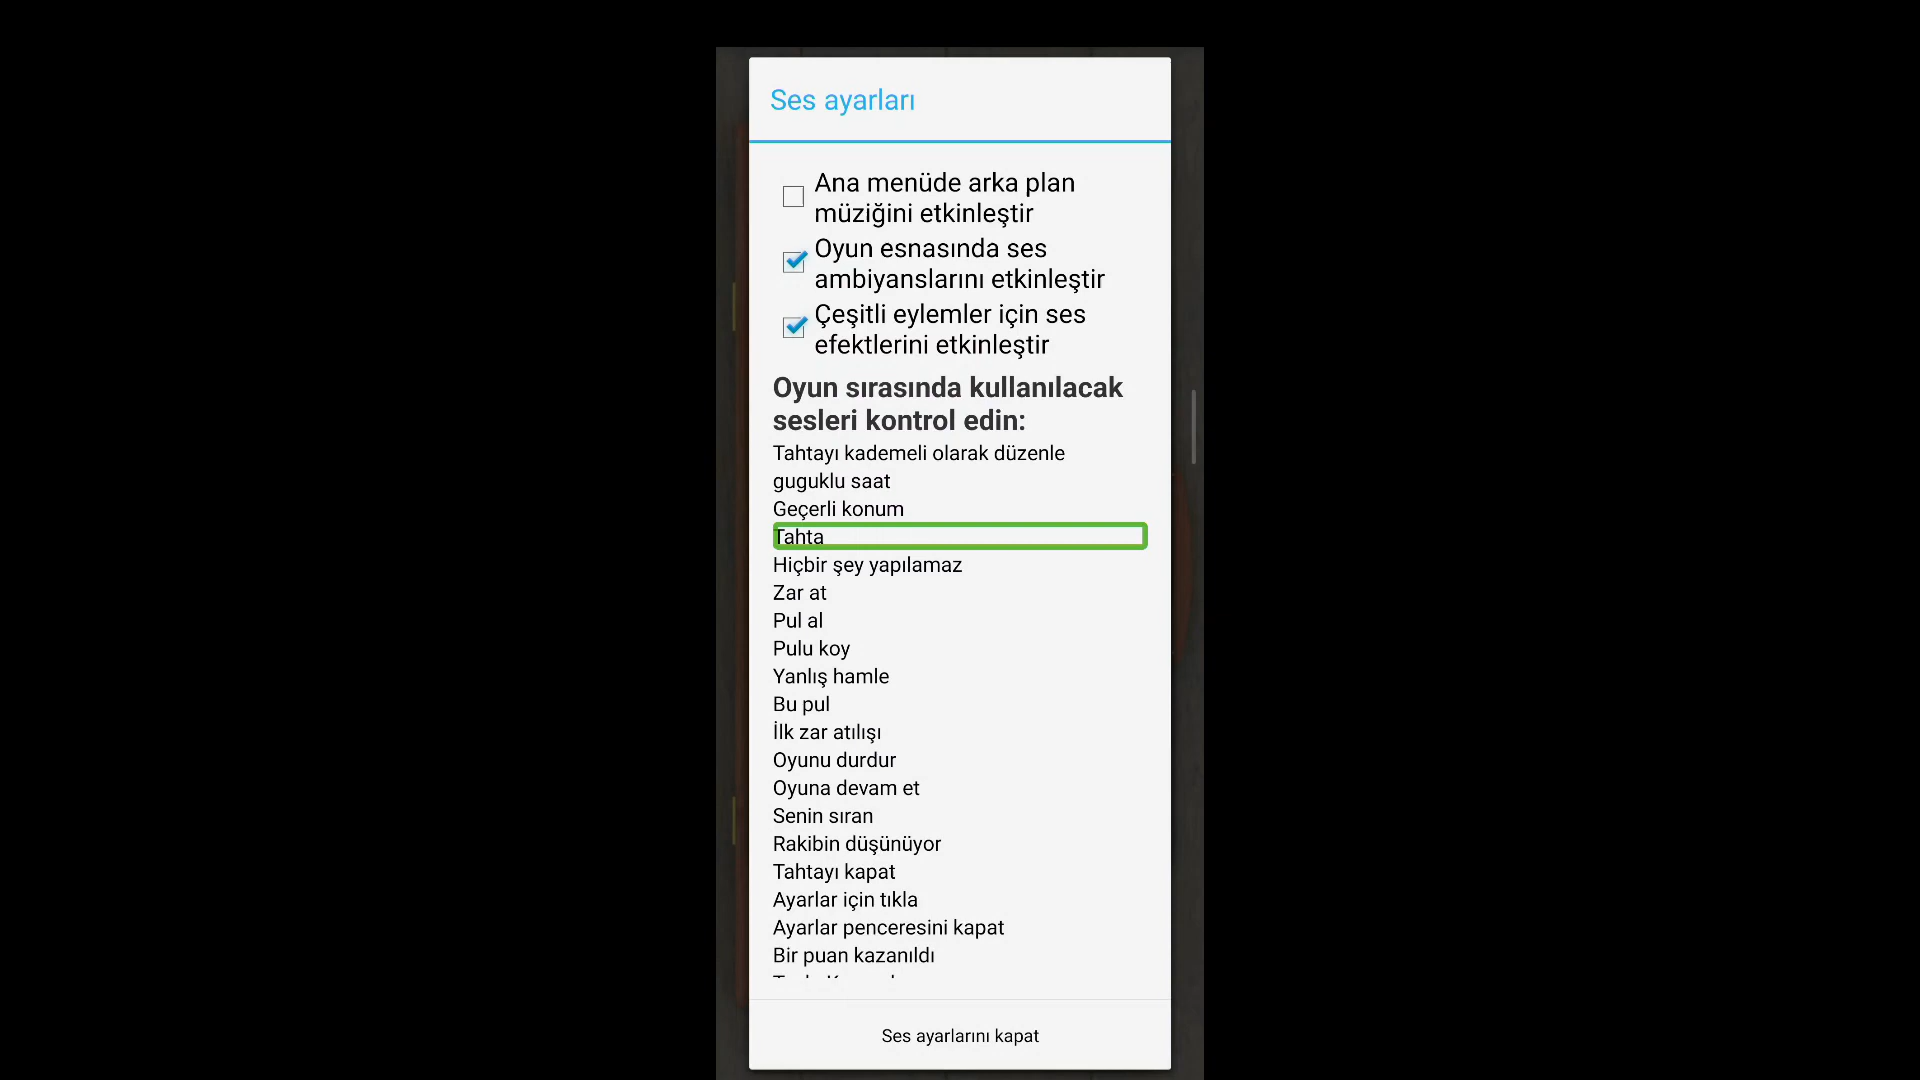 Ses ayarları
Ana menüde arka plan
müziğini etkinleştir
Oyun esnasında ses
ambiyanslarını etkinleştir
Çeşitli eylemler için ses
efektlerini etkinleştir
Oyun sırasında kullanılacak
sesleri kontrol edin:
Tahtayı kademeli olarak düzenle
guguklu saat
Geçerli konum
Tahta
Hiçbir şey yapılamaz
Zar at
Pul al
Pulu koy
Yanlış hamle
Bu pul
İlk zar atılışı
Oyunu durdur
Oyuna devam et
Senin sıran
Rakibin düşünüyor
Tahtayı kapat
Ayarlar için tıkla
Ayarlar penceresini kapat
Bir puan kazanıldı
Ses ayarlarını kapat